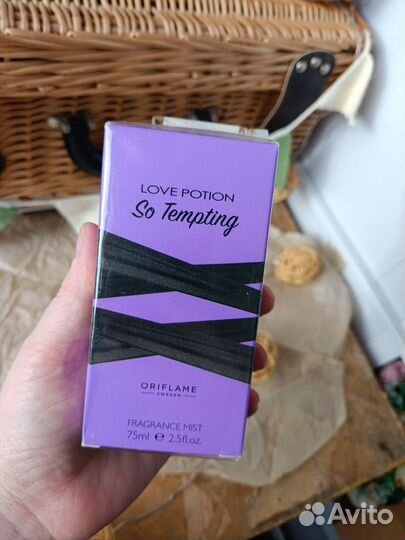 LOVE POTION
So Tempting
ORIFLAME
SWEDEN
FRAGRANCE MIST
75ml e 2.5fl.oz.
Avito